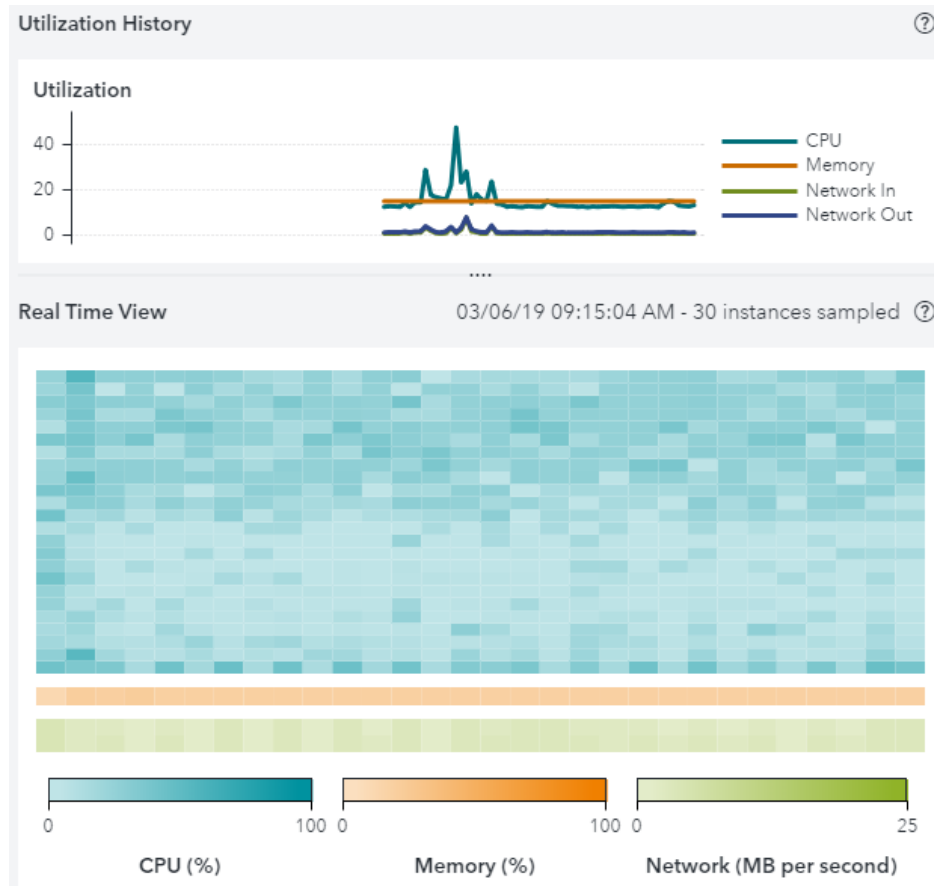 Utilization History
?
Utilization
40
20
0
CPU
Memory
Network In
Network Out
Real Time View
03/06/19 09:15:04 AM - 30 instances sampled
?
0 100
CPU (%)
0 100
Memory (%)
0 25
Network (MB per second)